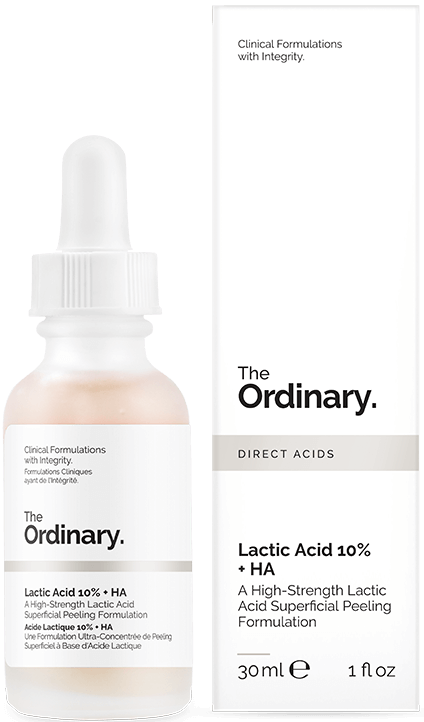 Clinical Formulations
with Integrity.
The
Ordinary.
DIRECT ACIDS
Lactic Acid 10%
+ HA
A High-Strength Lactic
Acid Superficial Peeling
Formulation
30 ml ℮ 1 fl oz
Clinical Formulations
with Integrity.
Formulations Cliniques
ayant de l'Intégrité.
The
Ordinary.
Lactic Acid 10% + HA
A High-Strength Lactic Acid
Superficial Peeling Formulation
Acide Lactique 10% + HA
Une Formulation Ultra-Concentrée de Peeling
Superficiel à Base d'Acide Lactique